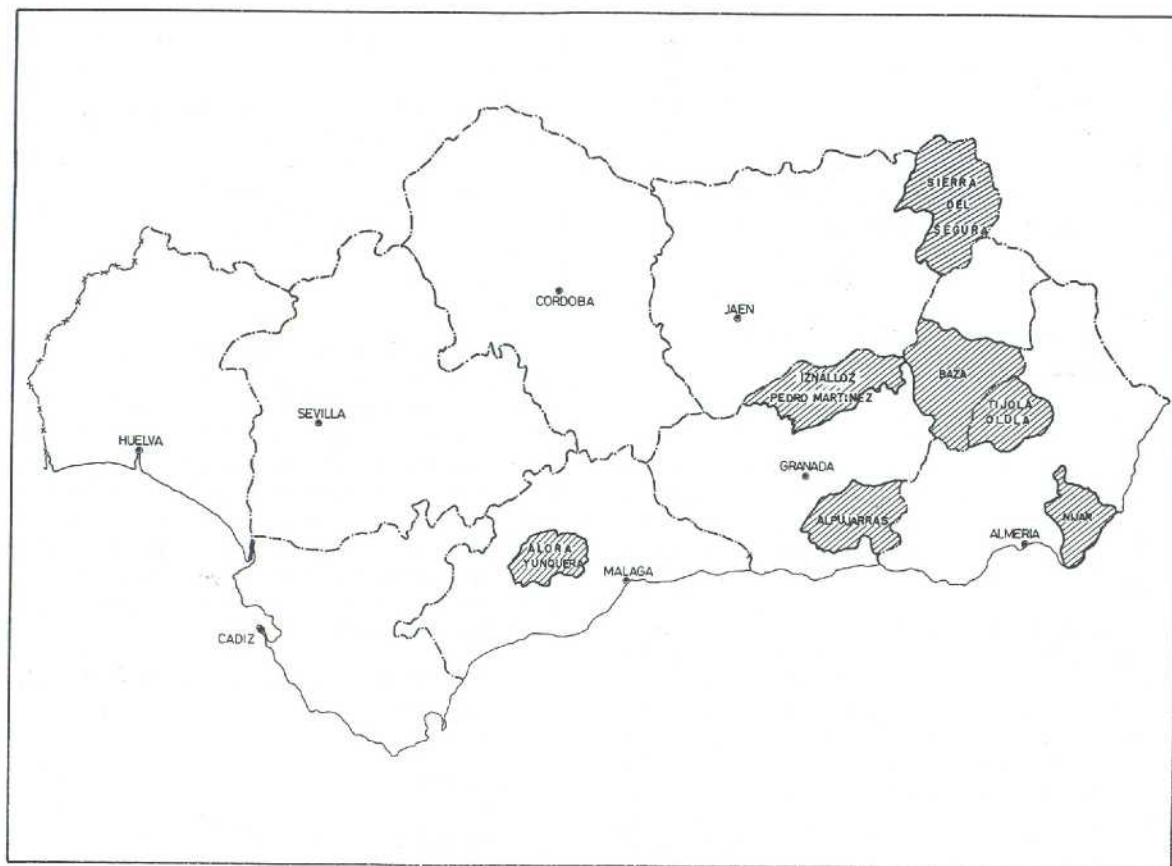 SIERRA
DEL
SEGURA
CORDOBA
JAEN
IZNALLOZ
PEDRO MARTINEZ
BAZA
TIJOLA
OLULA
SEVILLA
HUELVA
GRANADA
ALPUJARRAS
NIJAR
ALMERIA
ALORA
YUNQUERA
MALAGA
CADIZ